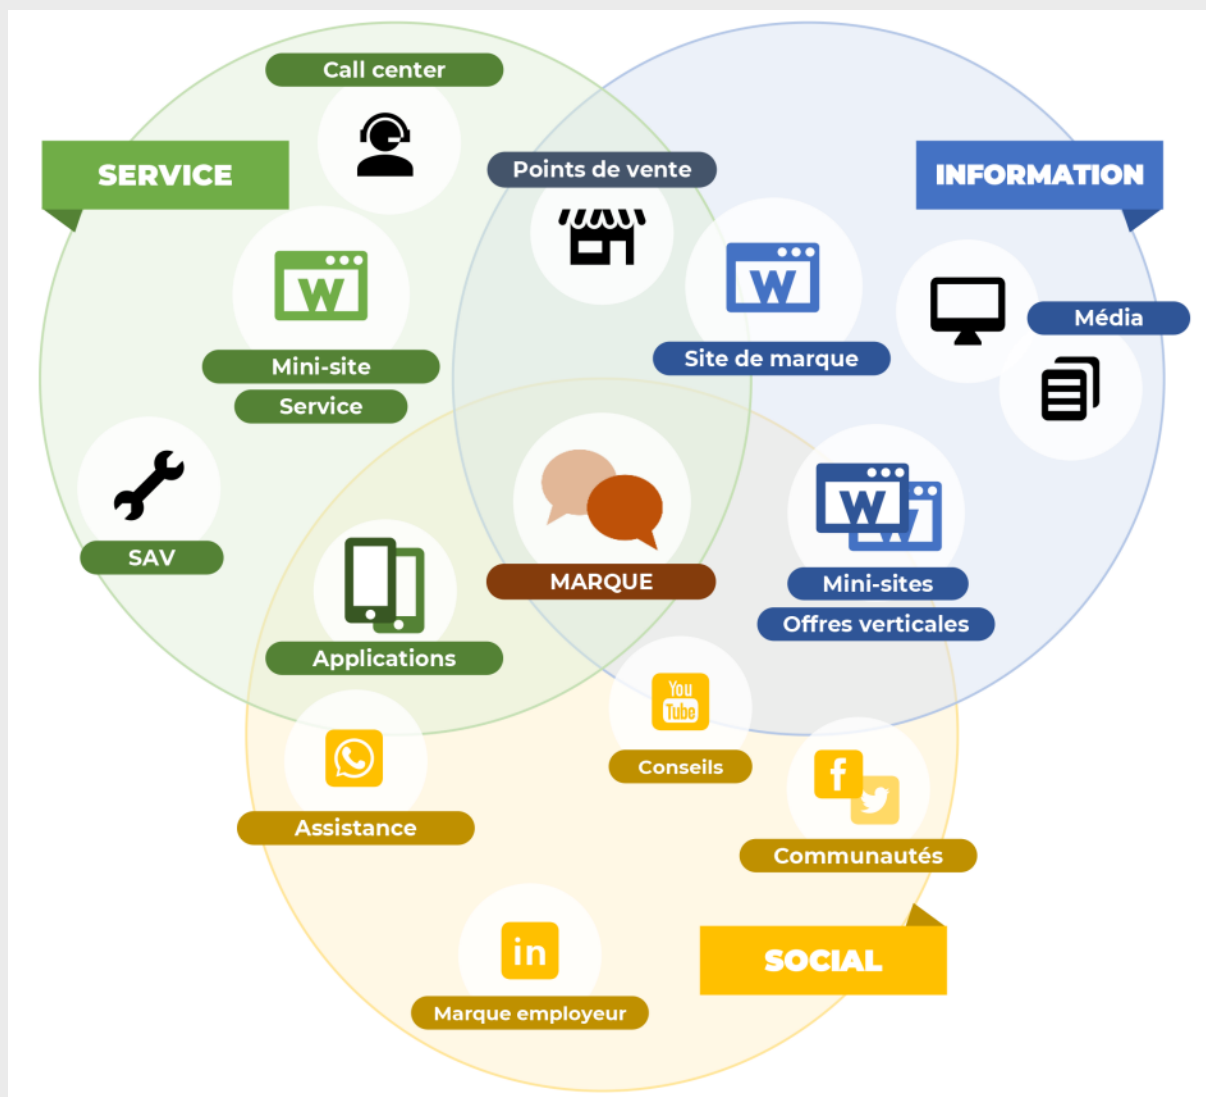 Call center
SERVICE
Points de vente
INFORMATION
W
Mini-site
Service
W
Site de marque
Média
SAV
MARQUE
W
W
Mini-sites
Offres verticales
Applications
You
Tube
Conseils
Assistance
f
Communautés
in
Marque employeur
SOCIAL